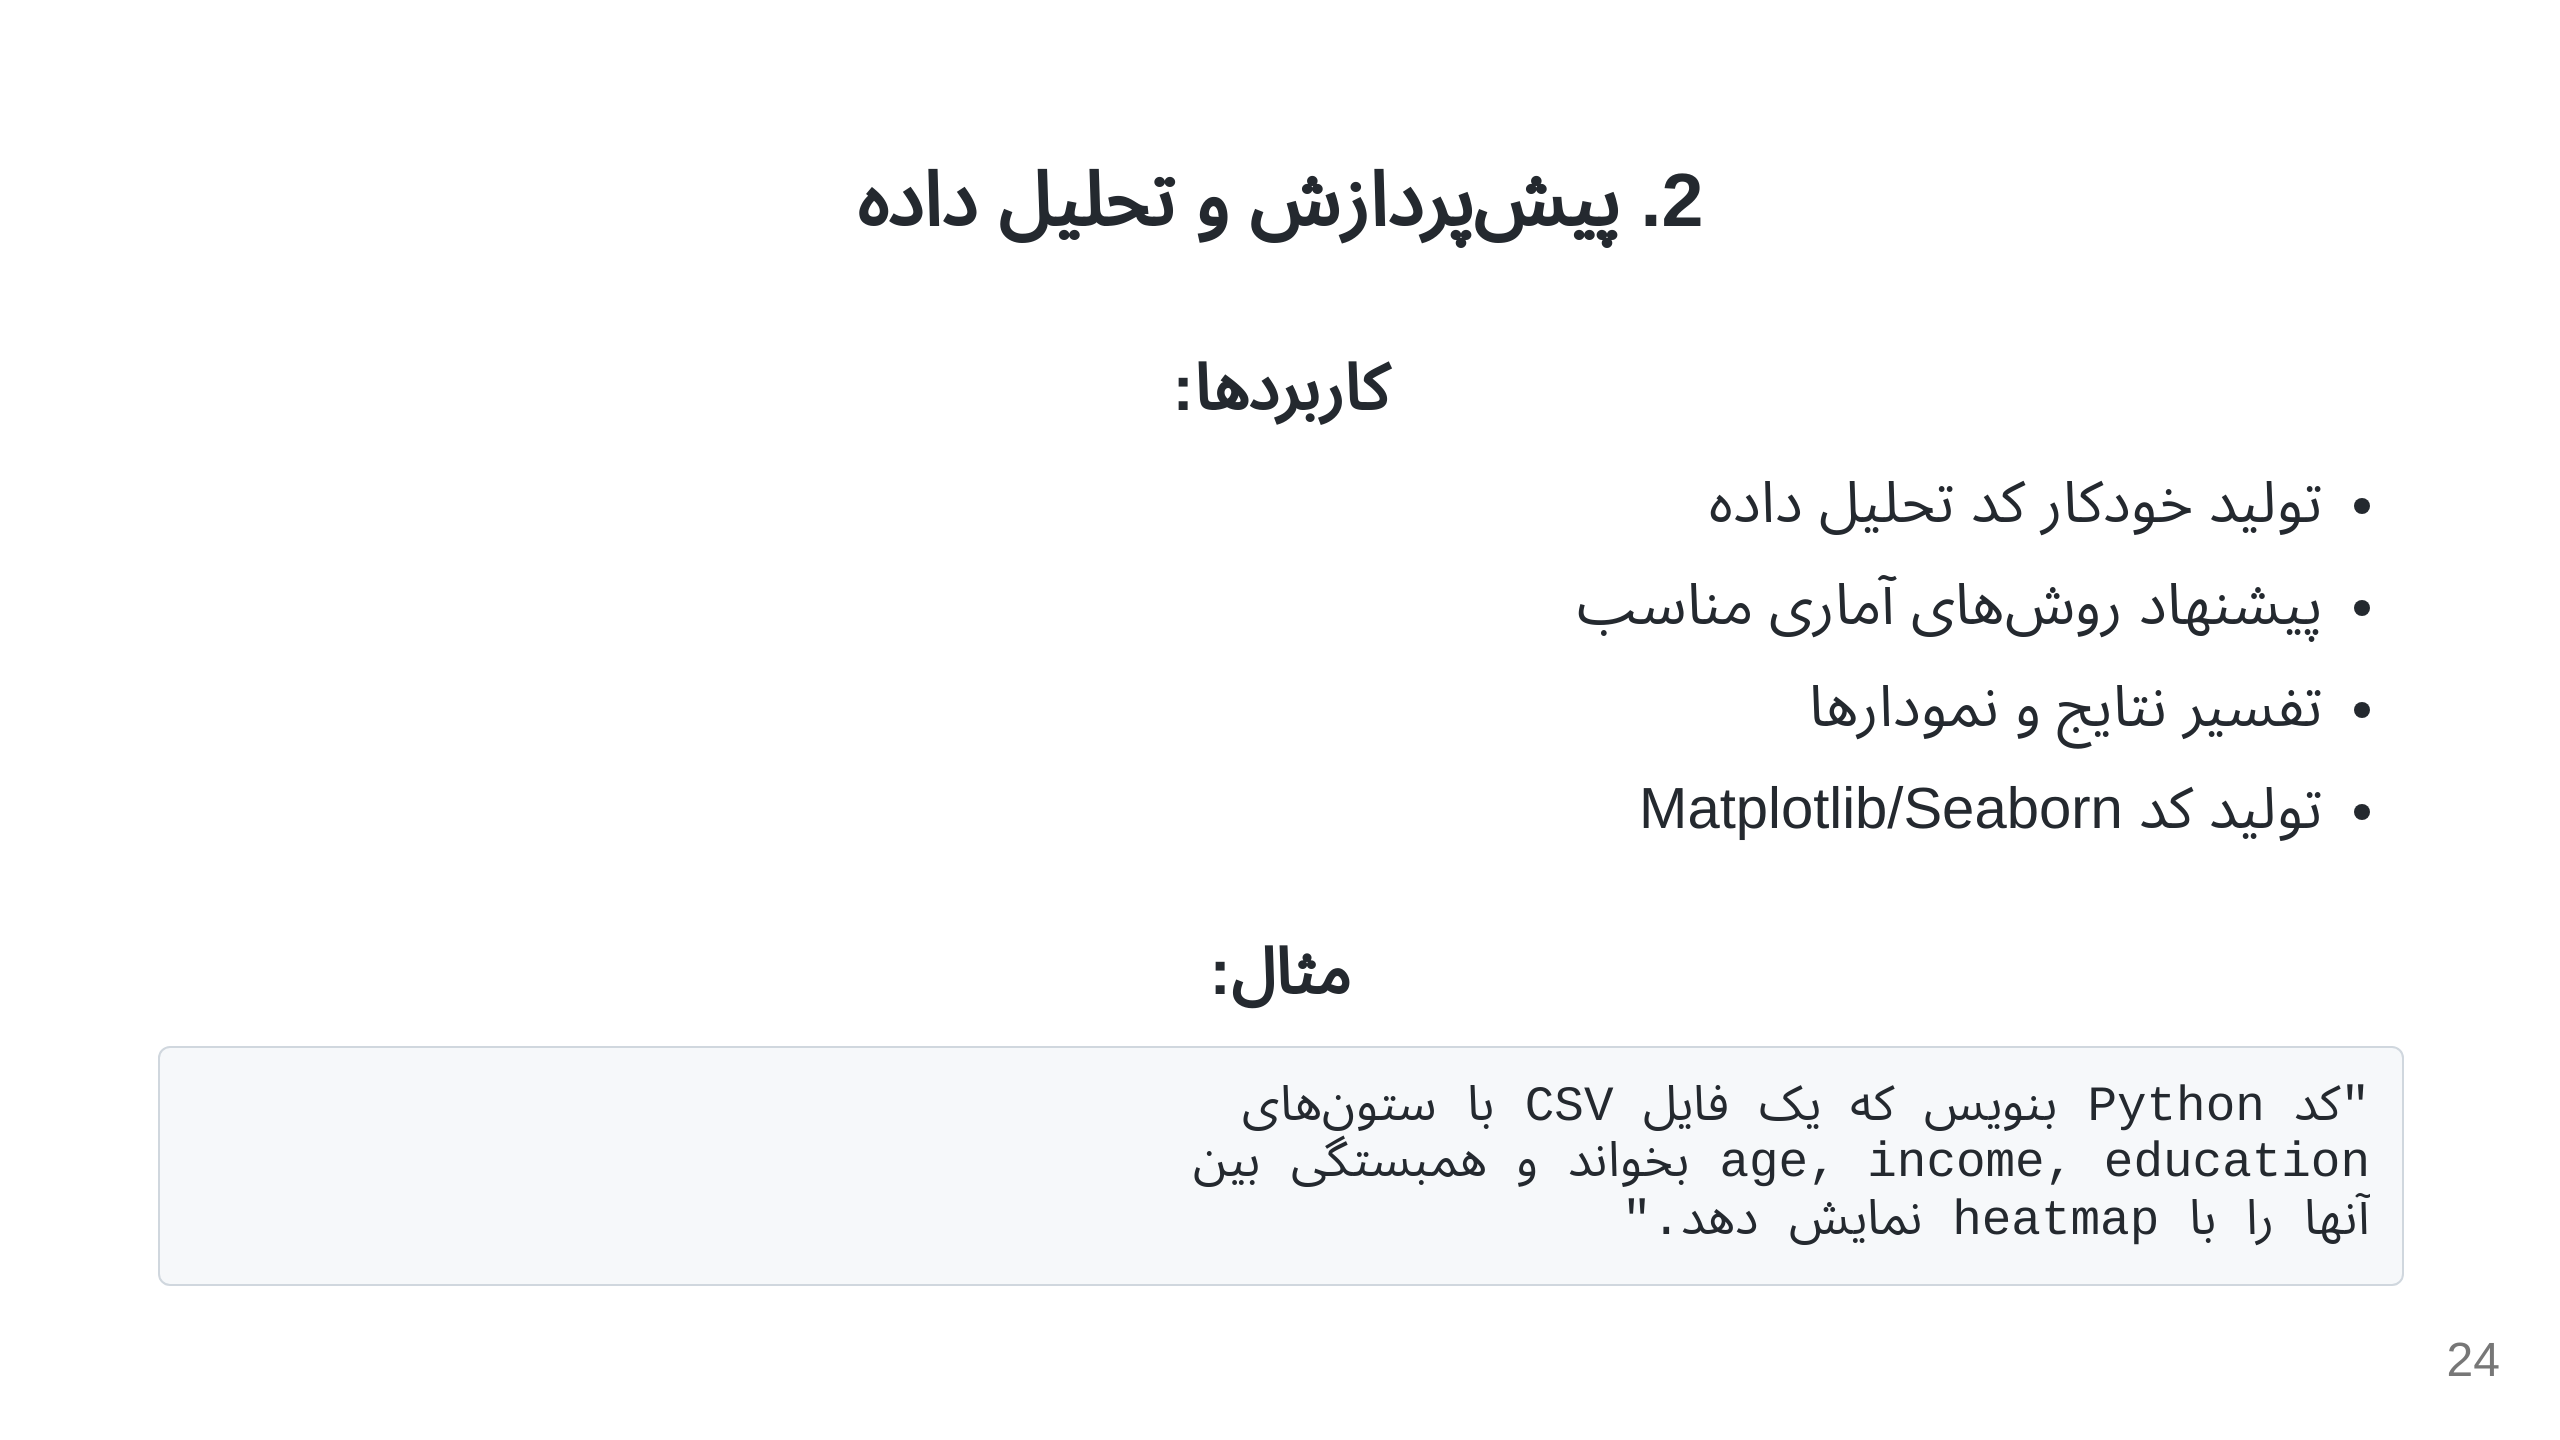 2. پیش‌پردازش و تحلیل داده
کاربردها:
• تولید خودکار کد تحلیل داده
• پیشنهاد روش‌های آماری مناسب
• تفسیر نتایج و نمودارها
• تولید کد Matplotlib/Seaborn
مثال:
"کد Python بنویس که یک فایل CSV با ستون‌های
age, income, education بخواند و همبستگی بین
آنها را با heatmap نمایش دهد."
24